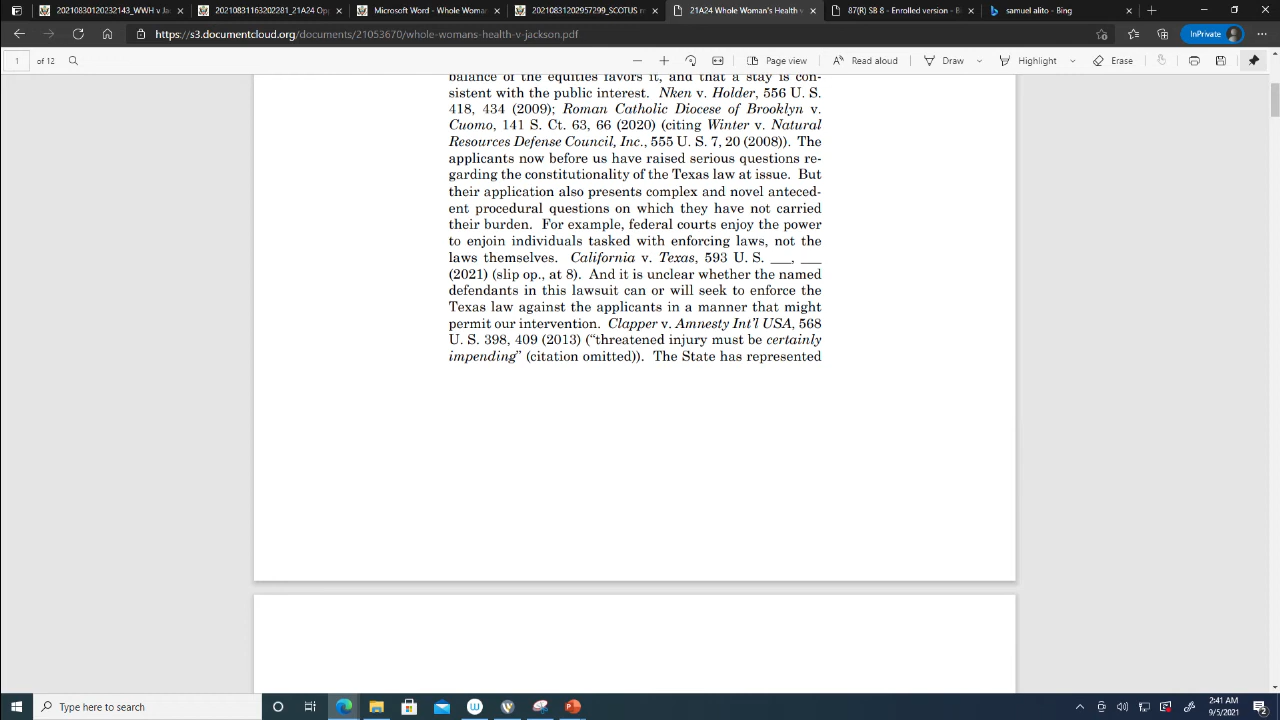 20210830102232143_WWH v Jack
20210831163202281_21A24 Opp
Microsoft Word - Whole Woman
20210831202957299_SCOTUS m
21A24 Whole Woman's Health v
87(R) SB 8 - Enrolled version - B
samuel alito - Bing
https://s3.documentcloud.org/documents/21053670/whole-womans-health-v-jackson.pdf
InPrivate
1 of 12
Page view
Read aloud
Draw
Highlight
Erase
balance of the equities favors it, and that a stay is con-
sistent with the public interest. Nken v. Holder, 556 U. S.
418, 434 (2009); Roman Catholic Diocese of Brooklyn v.
Cuomo, 141 S. Ct. 63, 66 (2020) (citing Winter v. Natural
Resources Defense Council, Inc., 555 U. S. 7, 20 (2008)). The
applicants now before us have raised serious questions re-
garding the constitutionality of the Texas law at issue. But
their application also presents complex and novel anteced-
ent procedural questions on which they have not carried
their burden. For example, federal courts enjoy the power
to enjoin individuals tasked with enforcing laws, not the
laws themselves. California v. Texas, 593 U. S. ___, ___
(2021) (slip op., at 8). And it is unclear whether the named
defendants in this lawsuit can or will seek to enforce the
Texas law against the applicants in a manner that might
permit our intervention. Clapper v. Amnesty Int'l USA, 568
U. S. 398, 409 (2013) (“threatened injury must be certainly
impending” (citation omitted)). The State has represented
Type here to search
2:41 AM
9/5/2021
2